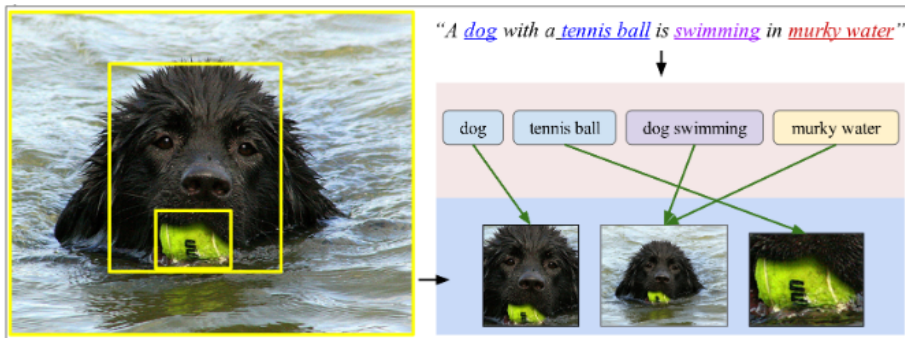 “A dog with a tennis ball is swimming in murky water”
dog
tennis ball
dog swimming
murky water